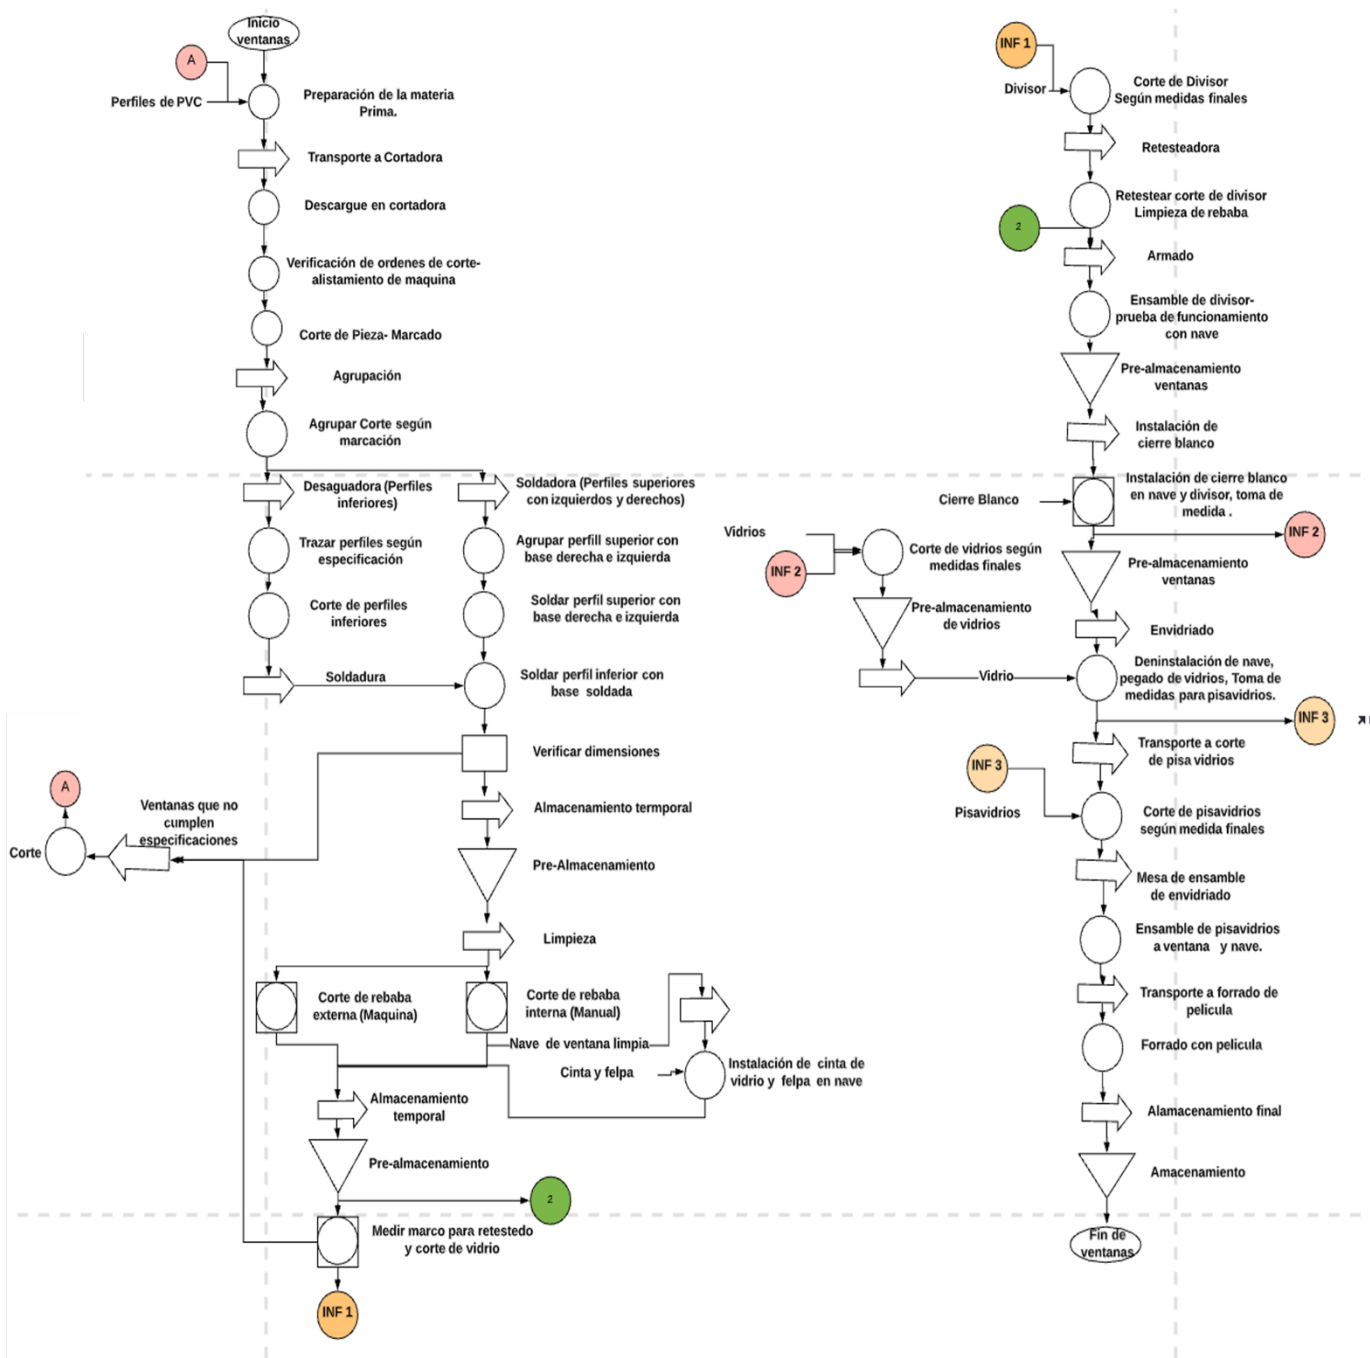 Inicio
ventanas
A
Perfiles de PVC
Preparación de la materia
Prima.
Transporte a Cortadora
Descargue en cortadora
Verificación de ordenes de corte-
alistamiento de maquina
Corte de Pieza- Marcado
Agrupación
Agrupar Corte según
marcación
Desaguadora (Perfiles
inferiores)
Soldadora (Perfiles superiores
con izquierdos y derechos)
Trazar perfiles según
especificación
Agrupar perfill superior con
base derecha e izquierda
Corte de perfiles
inferiores
Soldar perfil superior con
base derecha e izquierda
Soldadura
Soldar perfil inferior con
base soldada
Verificar dimensiones
A
Ventanas que no
cumplen
especificaciones
Corte
Almacenamiento termporal
Pre-Almacenamiento
Limpieza
Corte de rebaba
externa (Maquina)
Corte de rebaba
interna (Manual)
Nave de ventana limpia
Cinta y felpa
Instalación de cinta de
vidrio y felpa en nave
Almacenamiento
temporal
Pre-almacenamiento
2
Medir marco para retestedo
y corte de vidrio
INF 1
INF 1
Divisor
Corte de Divisor
Según medidas finales
Retesteadora
Retestear corte de divisor
Limpieza de rebaba
2
Armado
Ensamble de divisor-
prueba de funcionamiento
con nave
Pre-almacenamiento
ventanas
Instalación de
cierre blanco
Cierre Blanco
Instalación de cierre blanco
en nave y divisor, toma de
medida .
INF 2
Vidrios
INF 2
Corte de vidrios según
medidas finales
Pre-almacenamiento
de vidrios
Vidrio
Pre-almacenamiento
ventanas
Envidriado
Deninstalación de nave,
pegado de vidrios, Toma de
medidas para pisavidrios.
INF 3
INF 3
Pisavidrios
Transporte a corte
de pisa vidrios
Corte de pisavidrios
según medida finales
Mesa de ensamble
de envidriado
Ensamble de pisavidrios
a ventana y nave.
Transporte a forrado de
pelicula
Forrado con pelicula
Alamacenamiento final
Amacenamiento
Fin de
ventanas